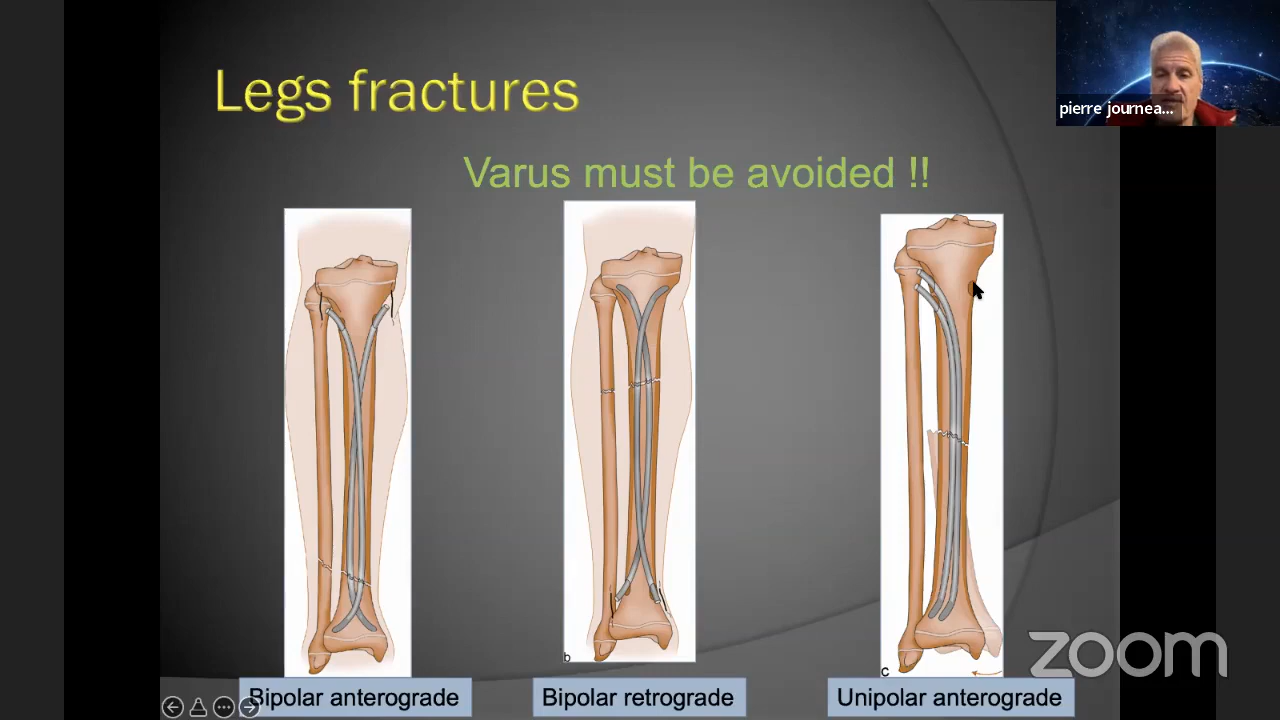 Legs fractures
pierre journea...
Varus must be avoided !!
b
c
Bipolar anterograde
Bipolar retrograde
Unipolar anterograde
zoom